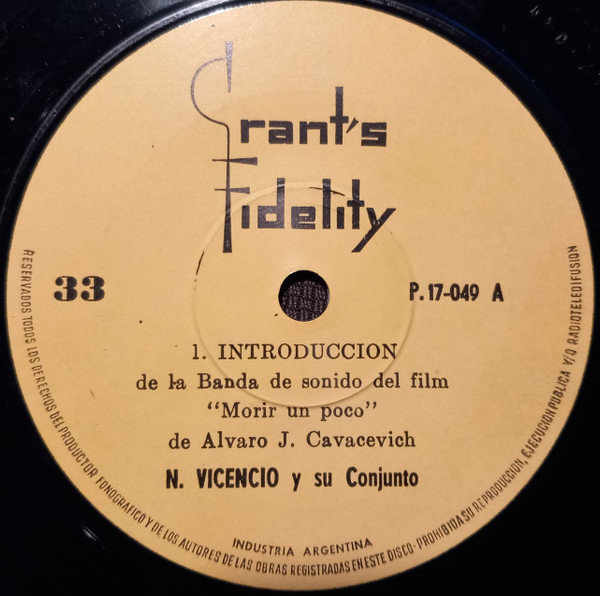 Grant's
Fidelity
33
P.17-049 A
1. INTRODUCCION
de la Banda de sonido del film
"Morir un poco"
de Alvaro J. Cavacevich
N. VICENCIO y su Conjunto
INDUSTRIA ARGENTINA
RESERVADOS TODOS LOS DERECHOS DEL PRODUCTOR FONOGRAFICO Y DE LOS AUTORES DE LAS OBRAS REGISTRADAS EN ESTE DISCO - PROHIBIDA SU REPRODUCCION, EJECUCION PUBLICA Y/O RADIOTELEDIFUSION